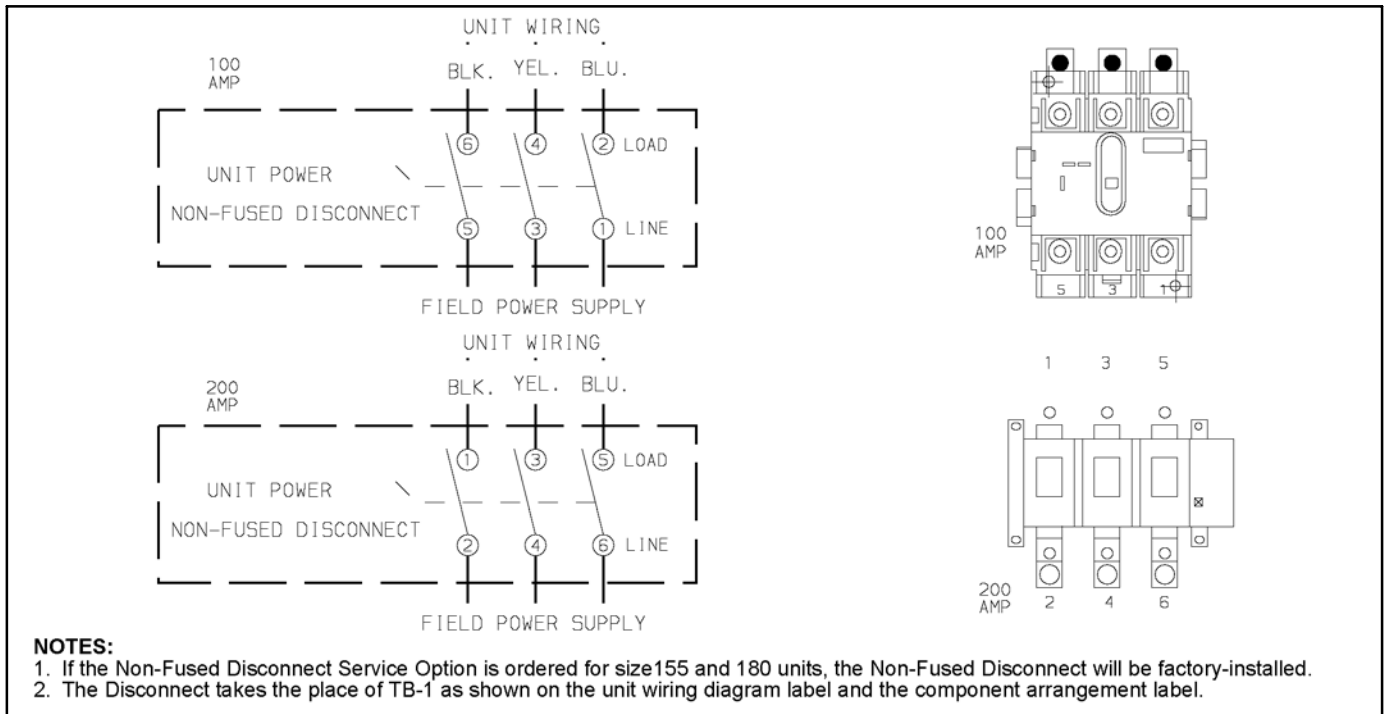 UNIT WIRING
100
AMP
BLK. YEL. BLU.
6 4 2 LOAD
UNIT POWER
NON-FUSED DISCONNECT
5 3 1 LINE
FIELD POWER SUPPLY
100
AMP
5 3 1
UNIT WIRING
200
AMP
BLK. YEL. BLU.
1 3 5 LOAD
UNIT POWER
NON-FUSED DISCONNECT
2 4 6 LINE
FIELD POWER SUPPLY
1 3 5
200
AMP
2 4 6
NOTES:
1. If the Non-Fused Disconnect Service Option is ordered for size155 and 180 units, the Non-Fused Disconnect will be factory-installed.
2. The Disconnect takes the place of TB-1 as shown on the unit wiring diagram label and the component arrangement label.